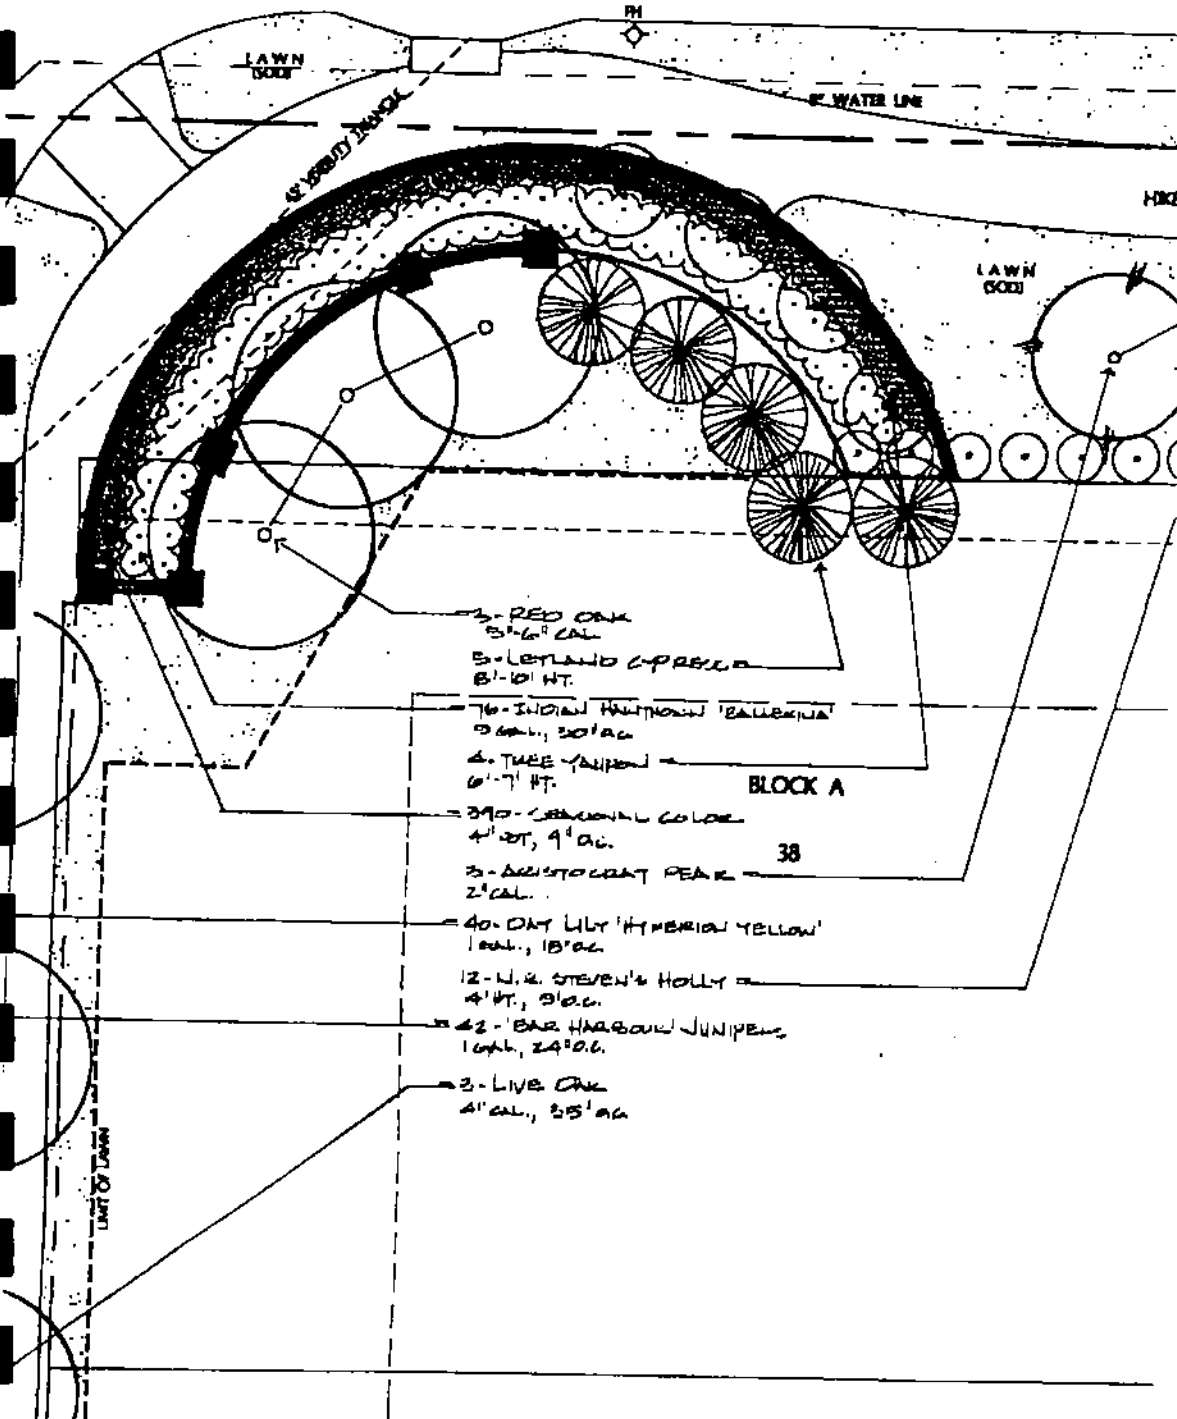 FH
LAWN
(SOD)
8" WATER LINE
45' VISIBILITY TRIANGLE
HIKE
LAWN
(SOD)
3-RED OAK
5"-6" CAL
5-LEYLAND CYPRESS
8'-10' HT.
76-INDIAN HAWTHORN 'BALLERINA'
5 GAL., 30" O.C.
4-TREE YAUPON
6'-7' HT.
BLOCK A
390-SEASONAL COLOR
4" POT, 9" O.C.
38
3-ARISTOCRAT PEAR
2" CAL.
40-DAY LILY 'HYPERION YELLOW'
1 GAL., 18" O.C.
12-N.R. STEVEN'S HOLLY
4' HT., 5' O.C.
42-'BAR HARBOUR' JUNIPERS
1 GAL., 24" O.C.
3-LIVE OAK
4" CAL., 35' O.C.
LIMIT OF LAWN